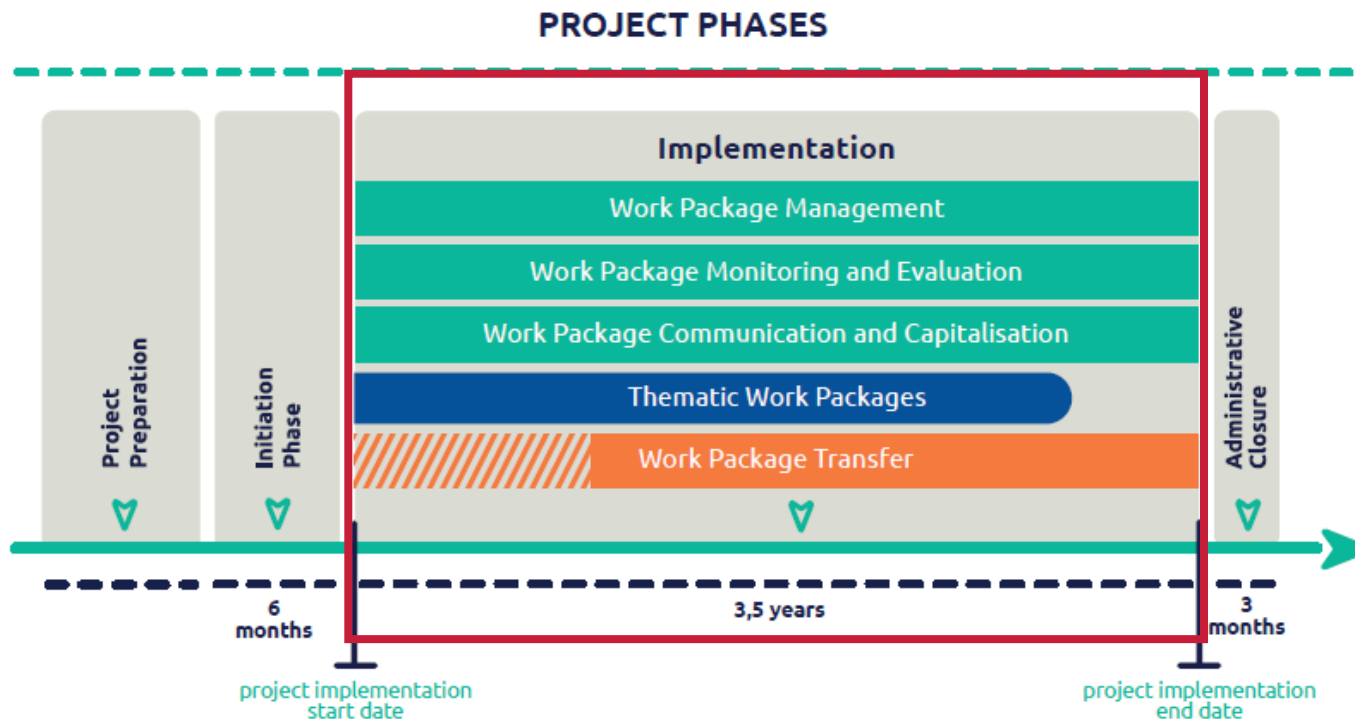 PROJECT PHASES
Implementation
Work Package Management
Work Package Monitoring and Evaluation
Work Package Communication and Capitalisation
Thematic Work Packages
Work Package Transfer
Project
Preparation
Initiation
Phase
Administrative
Closure
6
months
3,5 years
3
months
project implementation
start date
project implementation
end date